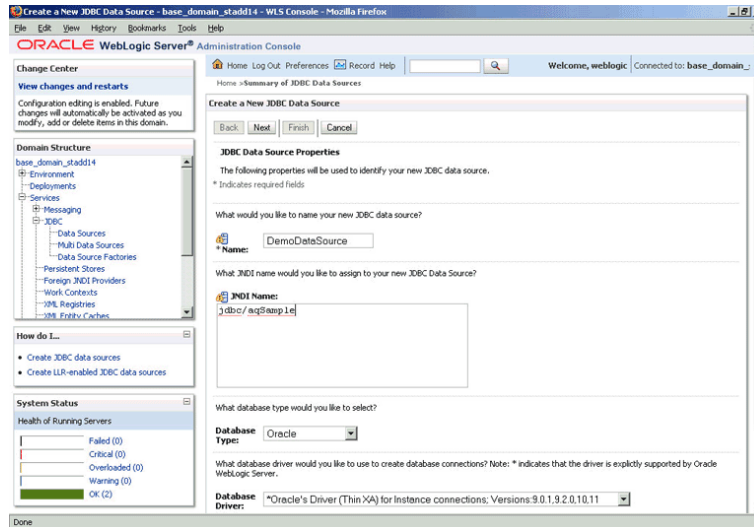 Create a New JDBC Data Source - base_domain_stadd14 - WLS Console - Mozilla Firefox
File Edit View History Bookmarks Tools Help
ORACLE WebLogic Server® Administration Console
Change Center
View changes and restarts
Configuration editing is enabled. Future
changes will automatically be activated as you
modify, add or delete items in this domain.
Domain Structure
base_domain_stadd14
Environment
Deployments
Services
Messaging
JDBC
Data Sources
Multi Data Sources
Data Source Factories
Persistent Stores
Foreign JNDI Providers
Work Contexts
XML Registries
XML Entity Caches
How do I...
Create JDBC data sources
Create LLR-enabled JDBC data sources
System Status
Health of Running Servers
Failed (0)
Critical (0)
Overloaded (0)
Warning (0)
OK (2)
Home Log Out Preferences Record Help
Welcome, weblogic Connected to: base_domain_
Home >Summary of JDBC Data Sources
Create a New JDBC Data Source
Back Next Finish Cancel
JDBC Data Source Properties
The following properties will be used to identify your new JDBC data source.
* Indicates required fields
What would you like to name your new JDBC data source?
* Name: DemoDataSource
What JNDI name would you like to assign to your new JDBC Data Source?
JNDI Name:
jdbc/aqSample
What database type would you like to select?
Database Type: Oracle
What database driver would you like to use to create database connections? Note: * indicates that the driver is explictly supported by Oracle
WebLogic Server.
Database Driver: *Oracle's Driver (Thin XA) for Instance connections; Versions:9.0.1,9.2.0,10,11
Done